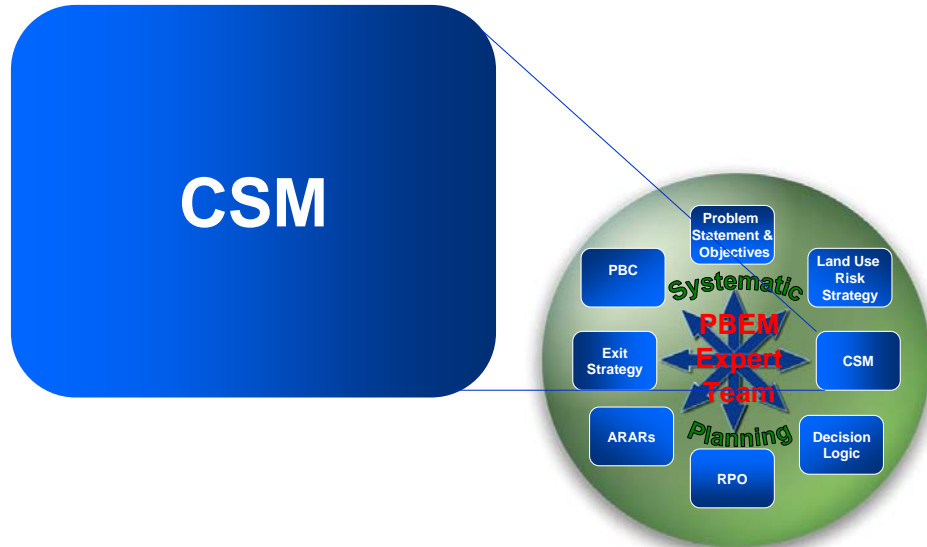 CSM
Problem
Statement &
Objectives
PBC
Land Use
Risk
Strategy
Systematic
PBEM
Expert
Team
Exit
Strategy
CSM
Planning
ARARs
Decision
Logic
RPO